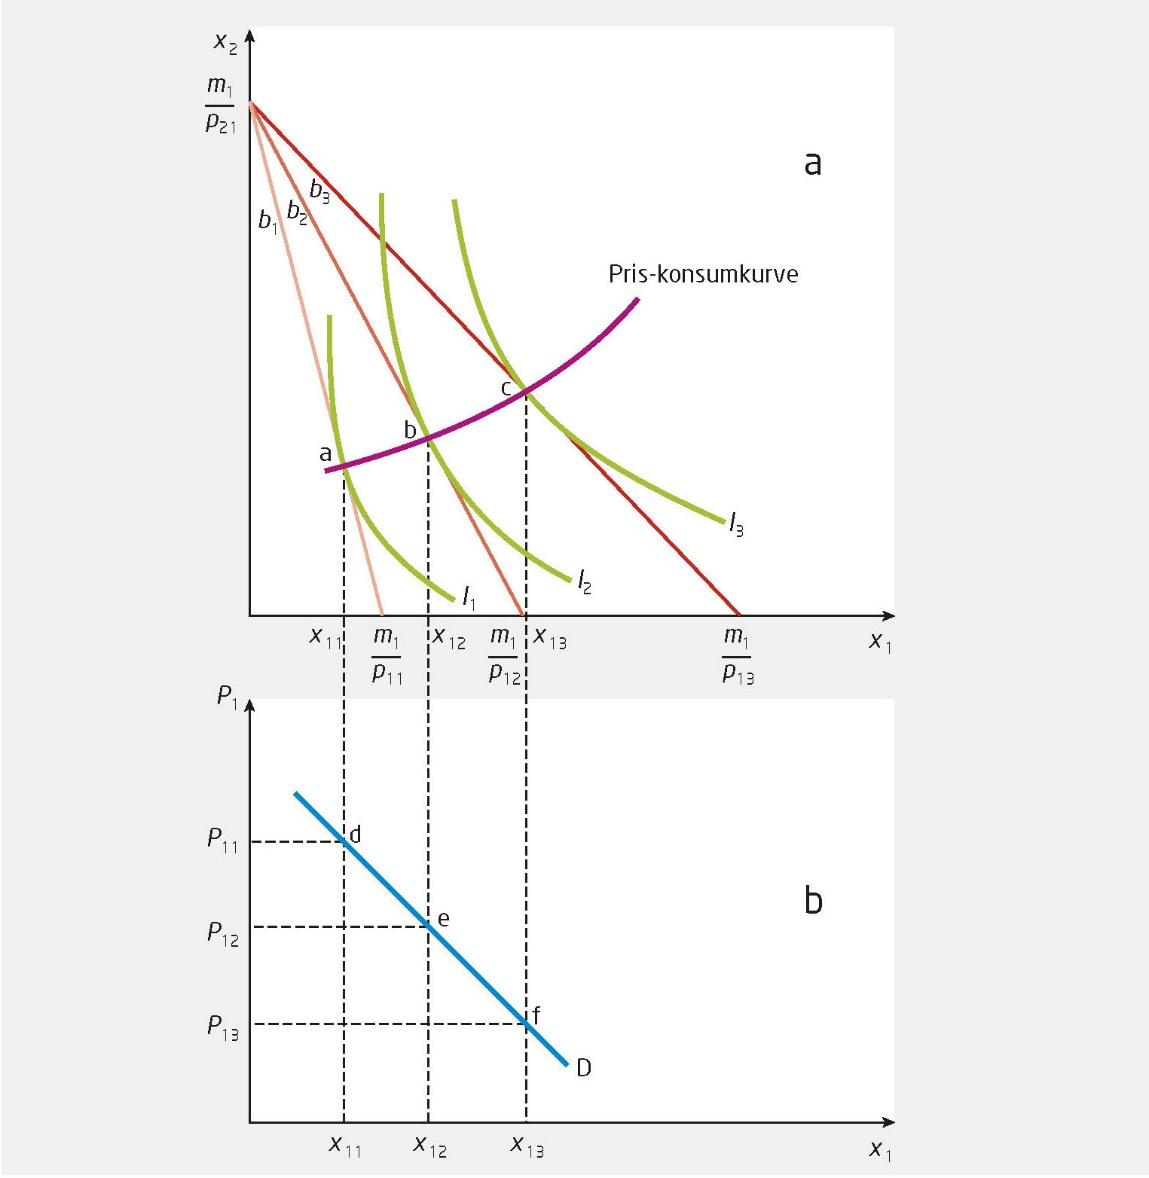 x2
m1
p21
a
b3
b2
b1
Pris-konsumkurve
c
b
a
I3
I2
I1
x11 m1 x12 m1 x13 m1 x1
p11 p12 p13
P1
P11 d
b
P12 e
P13 f
D
x11 x12 x13 x1